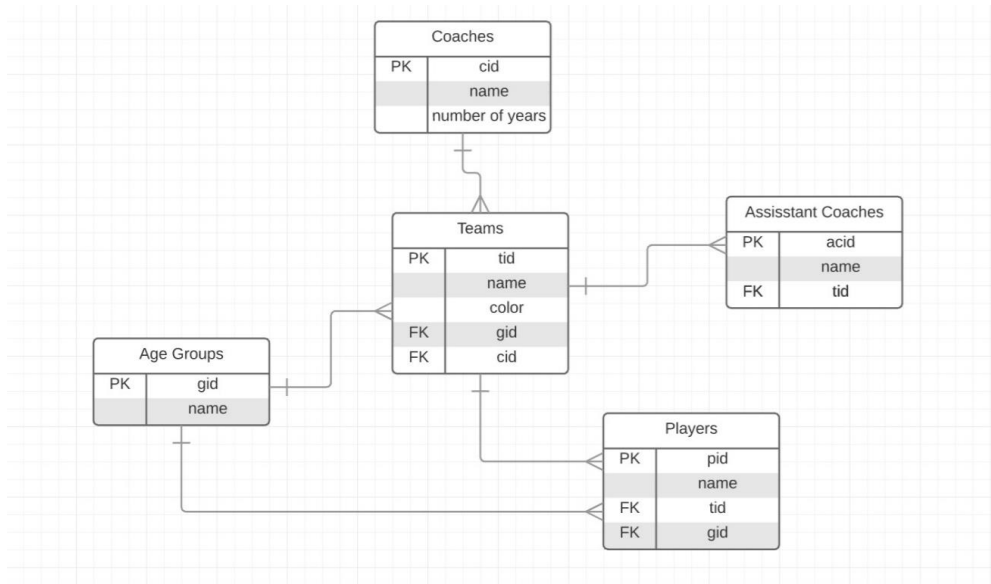 Coaches
PK cid
name
number of years
Teams
PK tid
name
color
FK gid
FK cid
Assisstant Coaches
PK acid
name
FK tid
Age Groups
PK gid
name
Players
PK pid
name
FK tid
FK gid